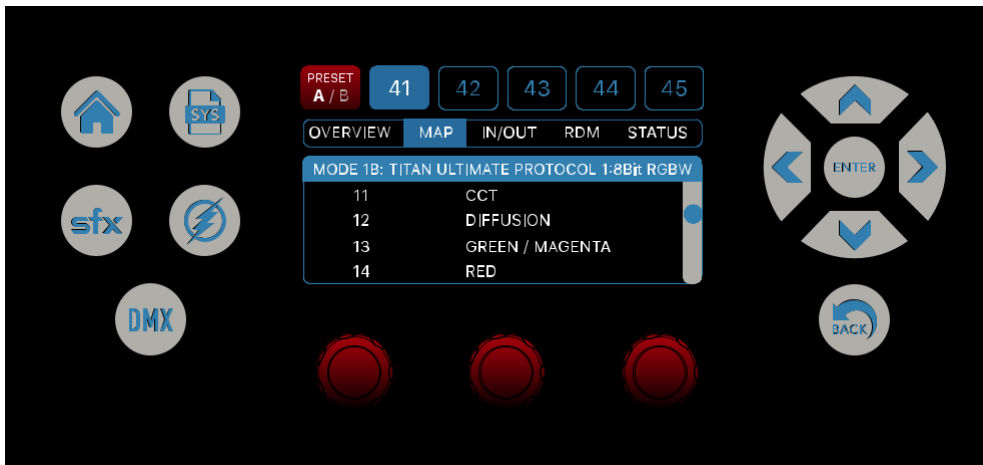 PRESET
A / B
41 42 43 44 45
OVERVIEW MAP IN/OUT RDM STATUS
MODE 1B: TITAN ULTIMATE PROTOCOL 1:8Bit RGBW
11 CCT
12 DIFFUSION
13 GREEN / MAGENTA
14 RED
SYS
sfx
DMX
ENTER
BACK